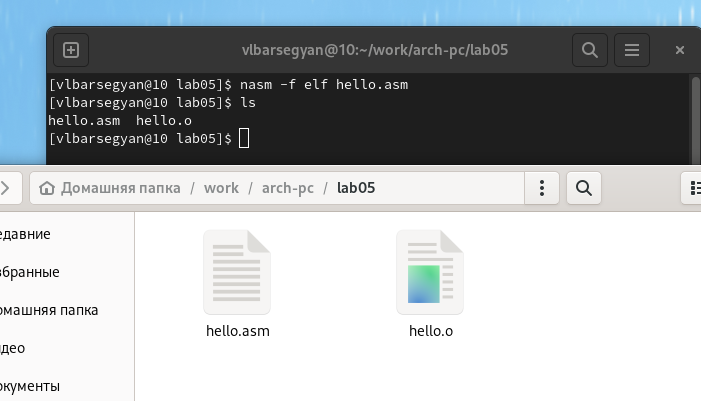 vlbarsegyan@10:~/work/arch-pc/lab05
[vlbarsegyan@10 lab05]$ nasm -f elf hello.asm
[vlbarsegyan@10 lab05]$ ls
hello.asm  hello.o
[vlbarsegyan@10 lab05]$
Домашняя папка / work / arch-pc / lab05
едавние
збранные
омашняя папка
идео
окументы
hello.asm
hello.o